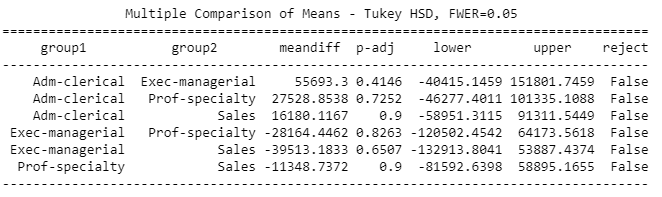 Multiple Comparison of Means - Tukey HSD, FWER=0.05
================================================================================
group1 group2 meandiff p-adj lower upper reject
--------------------------------------------------------------------------------
Adm-clerical Exec-managerial 55693.3 0.4146 -40415.1459 151801.7459 False
Adm-clerical Prof-specialty 27528.8538 0.7252 -46277.4011 101335.1088 False
Adm-clerical Sales 16180.1167 0.9 -58951.3115 91311.5449 False
Exec-managerial Prof-specialty -28164.4462 0.8263 -120502.4542 64173.5618 False
Exec-managerial Sales -39513.1833 0.6507 -132913.8041 53887.4374 False
Prof-specialty Sales -11348.7372 0.9 -81592.6398 58895.1655 False
--------------------------------------------------------------------------------